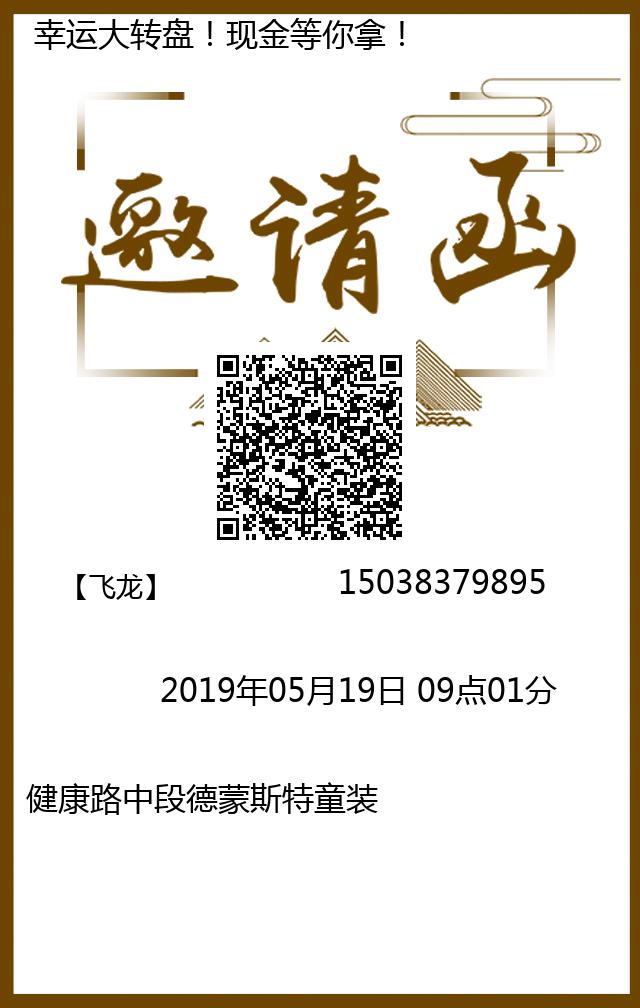 幸运大转盘！现金等你拿！
邀请函
【飞龙】 15038379895
2019年05月19日 09点01分
健康路中段德蒙斯特童装